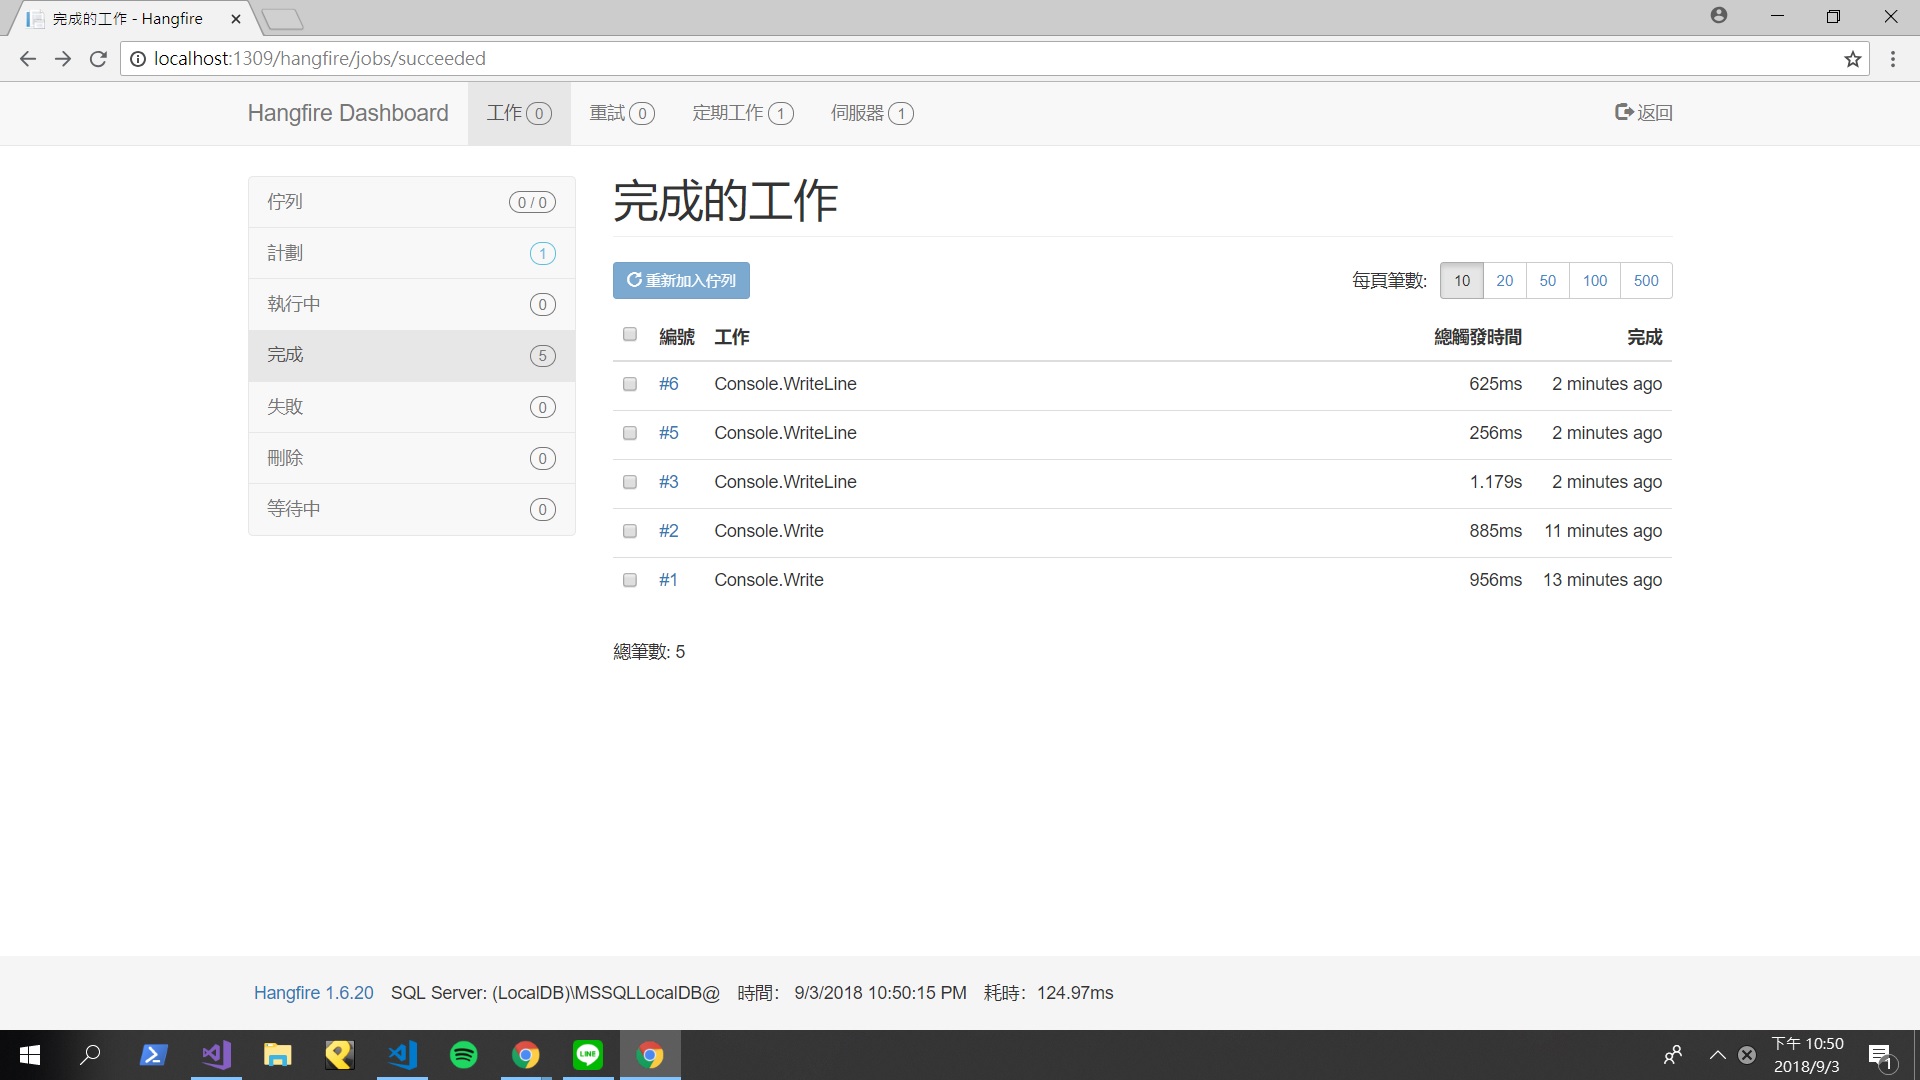 完成的工作 - Hangfire
localhost:1309/hangfire/jobs/succeeded
Hangfire Dashboard 工作 0 重試 0 定期工作 1 伺服器 1 返回
佇列 0 / 0
計劃 1
執行中 0
完成 5
失敗 0
刪除 0
等待中 0
完成的工作
重新加入佇列 每頁筆數: 10 20 50 100 500
編號 工作 總觸發時間 完成
#6 Console.WriteLine 625ms 2 minutes ago
#5 Console.WriteLine 256ms 2 minutes ago
#3 Console.WriteLine 1.179s 2 minutes ago
#2 Console.Write 885ms 11 minutes ago
#1 Console.Write 956ms 13 minutes ago
總筆數: 5
Hangfire 1.6.20 SQL Server: (LocalDB)\MSSQLLocalDB@ 時間： 9/3/2018 10:50:15 PM 耗時： 124.97ms
LINE
下午 10:50
2018/9/3
1